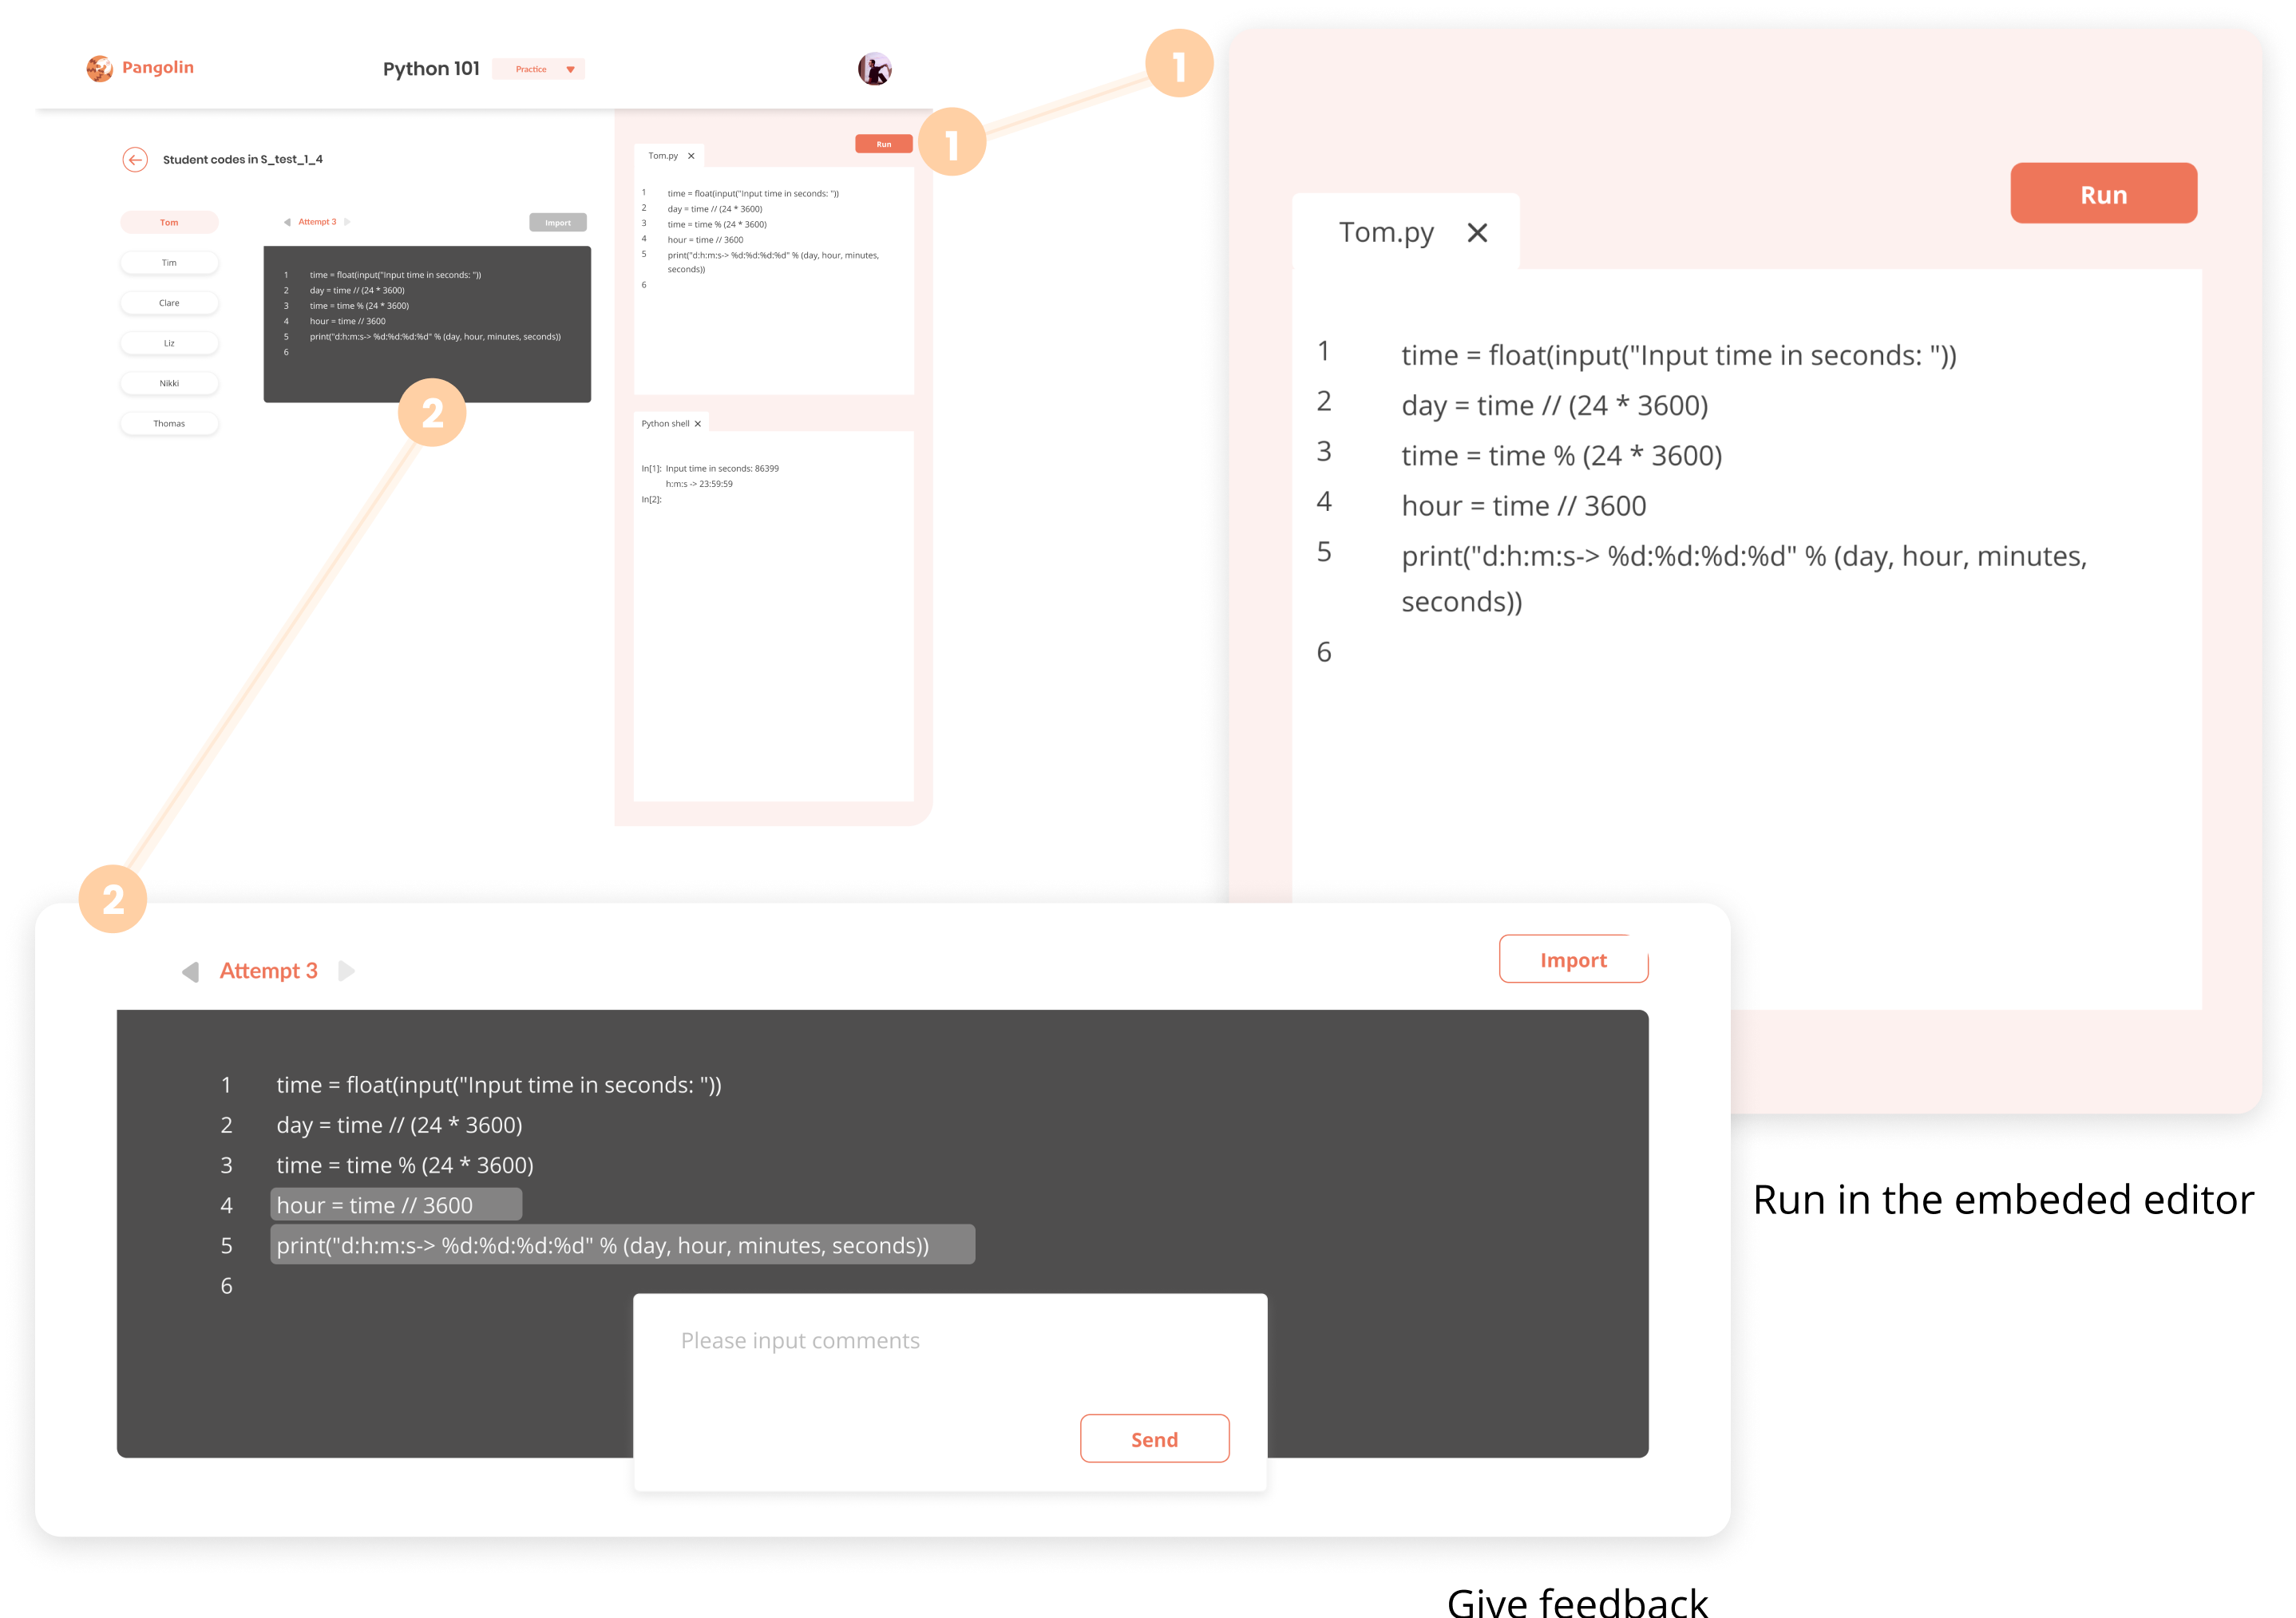 Pangolin
Python 101
Practice
1
1
Student codes in S_test_1_4
Tom
Tim
Clare
Liz
Nikki
Thomas
Attempt 3
Import
1 time = float(input("Input time in seconds: "))
2 day = time // (24 * 3600)
3 time = time % (24 * 3600)
4 hour = time // 3600
5 print("d:h:m:s-> %d:%d:%d:%d" % (day, hour, minutes, seconds))
6
2
Run
Tom.py
1 time = float(input("Input time in seconds: "))
2 day = time // (24 * 3600)
3 time = time % (24 * 3600)
4 hour = time // 3600
5 print("d:h:m:s-> %d:%d:%d:%d" % (day, hour, minutes,
seconds))
6
Python shell
In[1]: Input time in seconds: 86399
h:m:s -> 23:59:59
In[2]:
Run
Tom.py
1 time = float(input("Input time in seconds: "))
2 day = time // (24 * 3600)
3 time = time % (24 * 3600)
4 hour = time // 3600
5 print("d:h:m:s-> %d:%d:%d:%d" % (day, hour, minutes,
seconds))
6
Run in the embeded editor
2
Attempt 3
Import
1 time = float(input("Input time in seconds: "))
2 day = time // (24 * 3600)
3 time = time % (24 * 3600)
4 hour = time // 3600
5 print("d:h:m:s-> %d:%d:%d:%d" % (day, hour, minutes, seconds))
6
Please input comments
Send
Give feedback